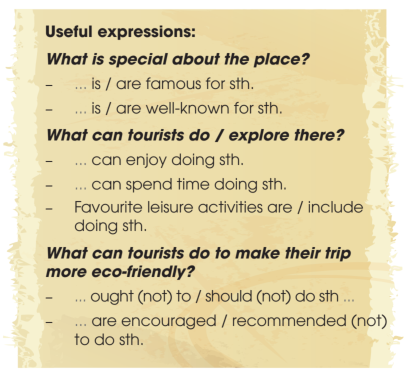 Useful expressions:
What is special about the place?
– ... is / are famous for sth.
– ... is / are well-known for sth.
What can tourists do / explore there?
– ... can enjoy doing sth.
– ... can spend time doing sth.
– Favourite leisure activities are / include
doing sth.
What can tourists do to make their trip
more eco-friendly?
– ... ought (not) to / should (not) do sth ...
– ... are encouraged / recommended (not)
to do sth.